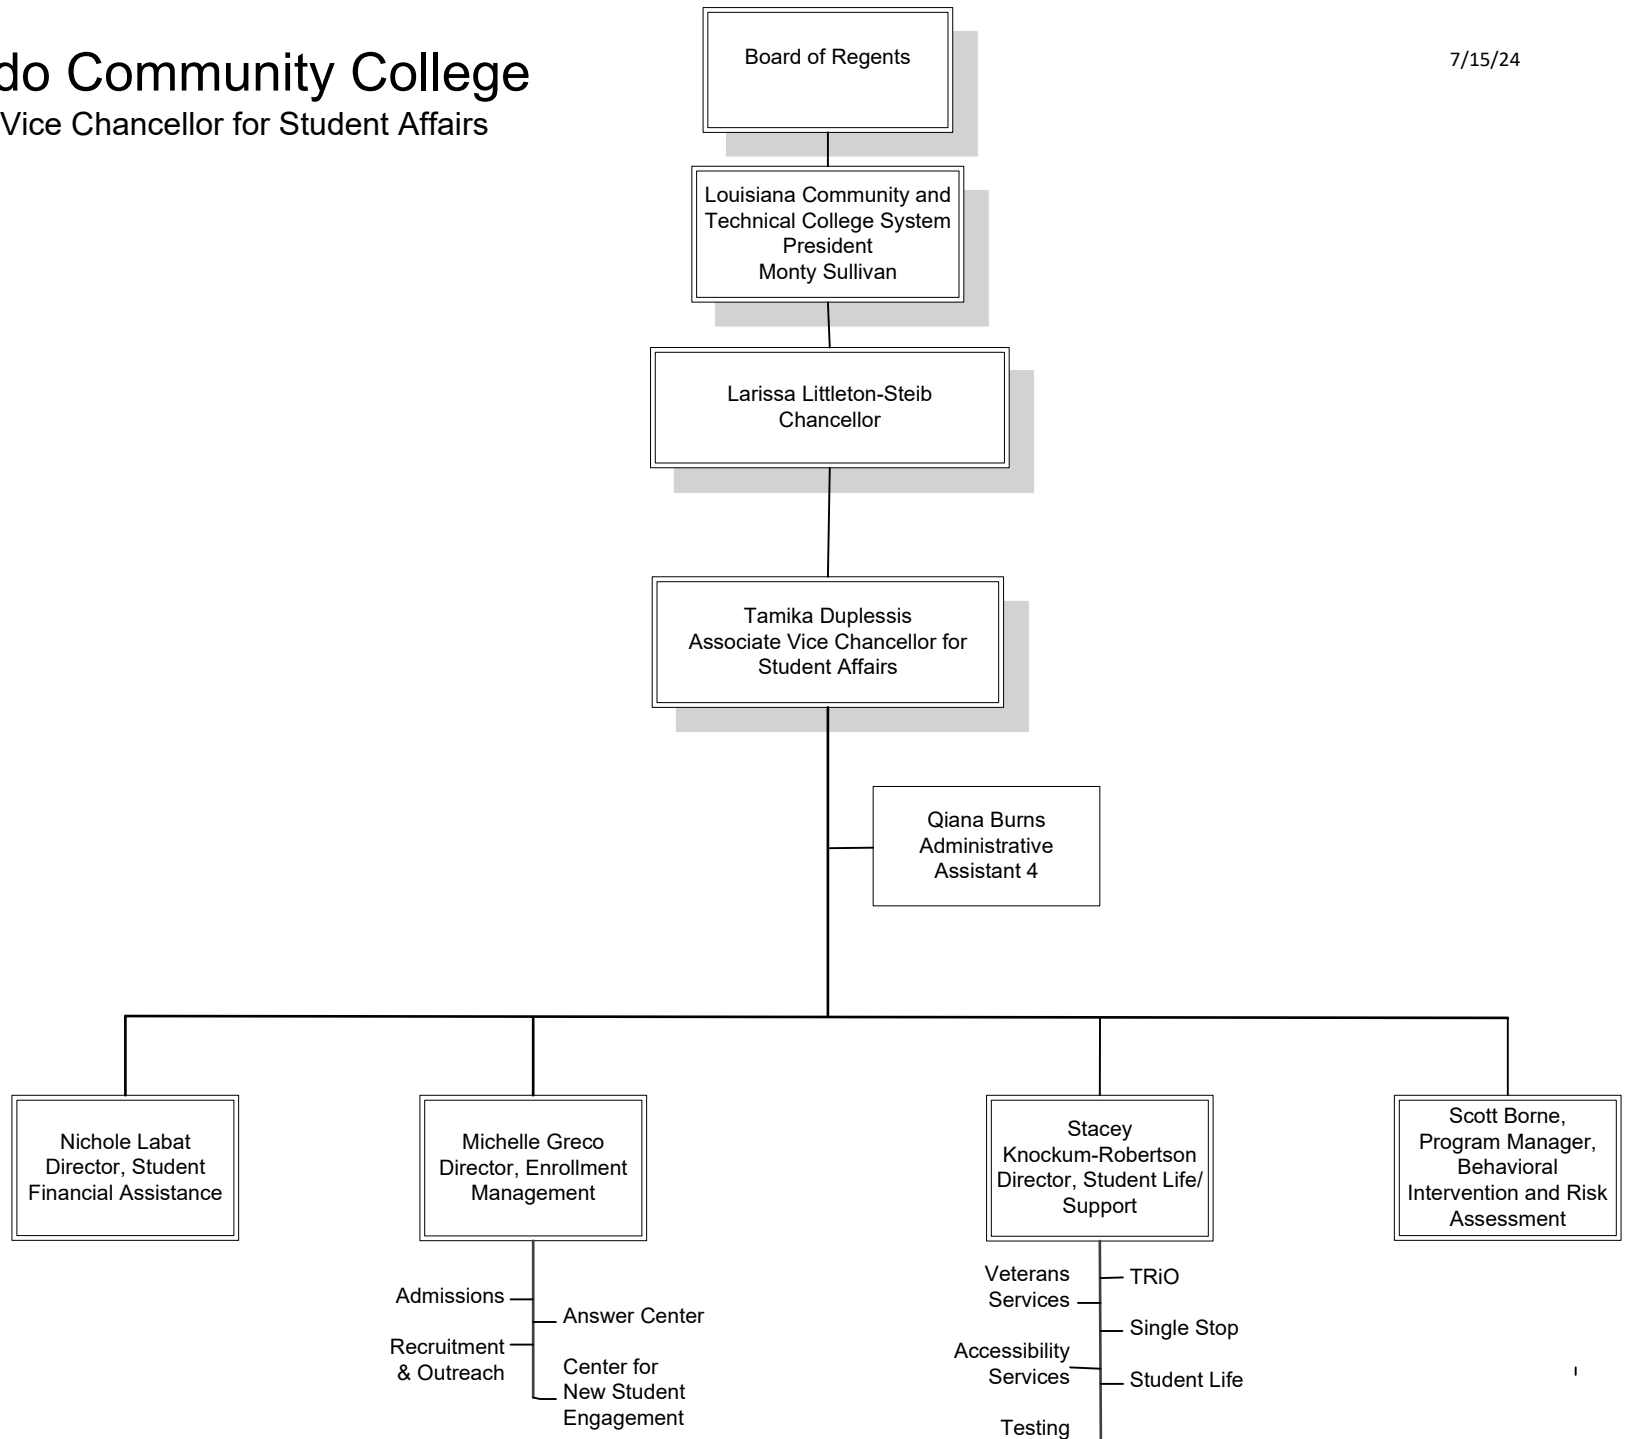 do Community College
Vice Chancellor for Student Affairs
7/15/24
Board of Regents
Louisiana Community and
Technical College System
President
Monty Sullivan
Larissa Littleton-Steib
Chancellor
Tamika Duplessis
Associate Vice Chancellor for
Student Affairs
Qiana Burns
Administrative
Assistant 4
Nichole Labat
Director, Student
Financial Assistance
Michelle Greco
Director, Enrollment
Management
Stacey
Knockum-Robertson
Director, Student Life/
Support
Scott Borne,
Program Manager,
Behavioral
Intervention and Risk
Assessment
Admissions
Answer Center
Recruitment
& Outreach
Center for
New Student
Engagement
Veterans
Services
TRiO
Single Stop
Accessibility
Services
Student Life
Testing